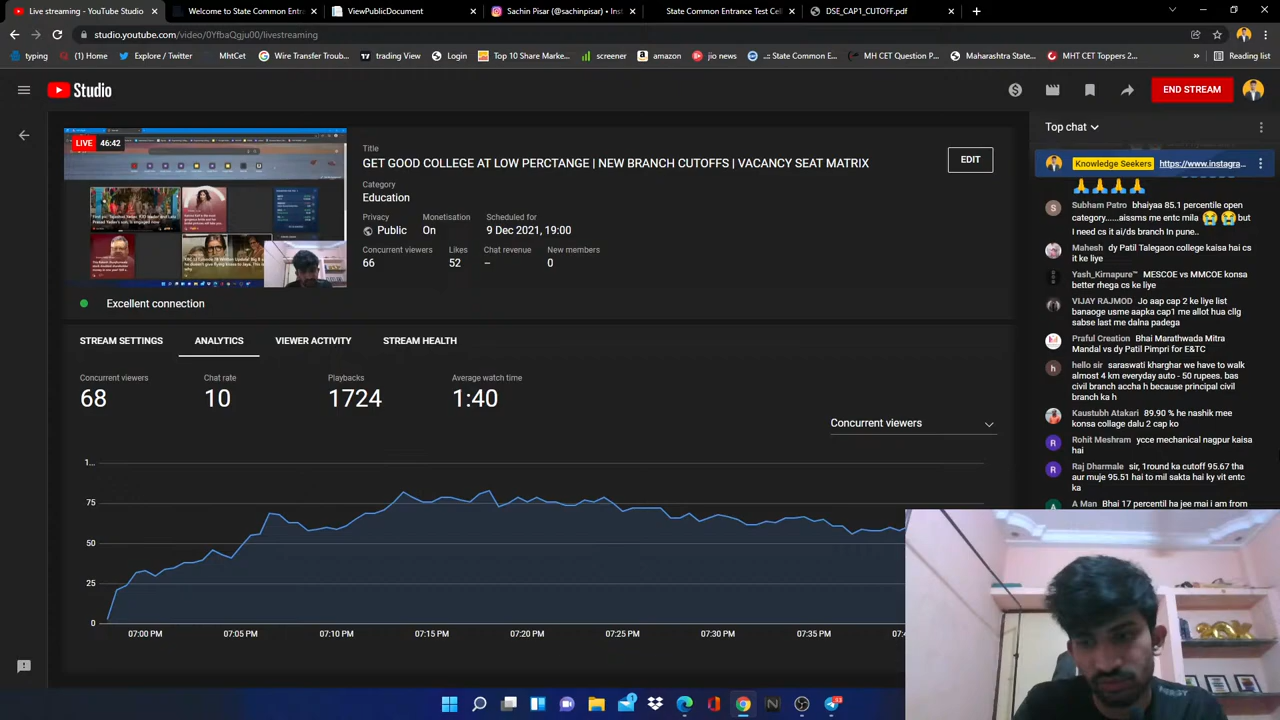 Live streaming - YouTube Studio
Welcome to State Common Entra
ViewPublicDocument
Sachin Pisar (@sachinpisar) • Inst
State Common Entrance Test Cell
DSE_CAP1_CUTOFF.pdf
studio.youtube.com/video/0YfbaQgju00/livestreaming
typing
(1) Home
Explore / Twitter
MhtCet
Wire Transfer Troub...
trading View
Login
Top 10 Share Marke...
screener
amazon
jio news
.:: State Common E...
MH CET College Pre...
Maharashtra State...
MHT CET Toppers 2...
»
Reading list
Studio
END STREAM
LIVE 46:42
Title
GET GOOD COLLEGE AT LOW PERCTANGE | NEW BRANCH CUTOFFS | VACANCY SEAT MATRIX
EDIT
Category
Education
Privacy
Monetisation
Scheduled for
Public
On
9 Dec 2021, 19:00
Concurrent viewers
Likes
Chat revenue
New members
66
52
–
0
Excellent connection
STREAM SETTINGS
ANALYTICS
VIEWER ACTIVITY
STREAM HEALTH
Concurrent viewers
Chat rate
Playbacks
Average watch time
68
10
1724
1:40
Concurrent viewers
1...
75
50
25
0
07:00 PM
07:05 PM
07:10 PM
07:15 PM
07:20 PM
07:25 PM
07:30 PM
07:35 PM
Top chat
Knowledge Seekers https://www.instagra...
Subham Patro bhaiyaa 85.1 percentile open
category.....aissms me entc mila 😭😭but
I need cs it ai/ds branch In pune..
Mahesh dy Patil Talegaon college kaisa hai cs
it ke liye
Yash_Kirnapure™ MESCOE vs MMCOE konsa
better rhega cs ke liye
VIJAY RAJMOD Jo aap cap 2 ke liye list
banaoge usme aapka cap1 me allot hua cllg
sabse last me dalna padega
Praful Creation Bhai Marathwada Mitra
Mandal vs dy Patil Pimpri for E&TC
hello sir saraswati kharghar we have to walk
almost 4 km everyday auto - 50 rupees. bas
civil branch accha h because principal civil
branch ka h
Kaustubh Atakari 89.90 % he nashik mee
konsa collage dalu 2 cap ko
Rohit Meshram ycce mechanical nagpur kaisa
hai
Raj Dharmale sir, 1round ka cutoff 95.67 tha
aur muje 95.51 hai to mil sakta hai ky vit entc
ka
A Man Bhai 17 percentil ha jee mai i am from